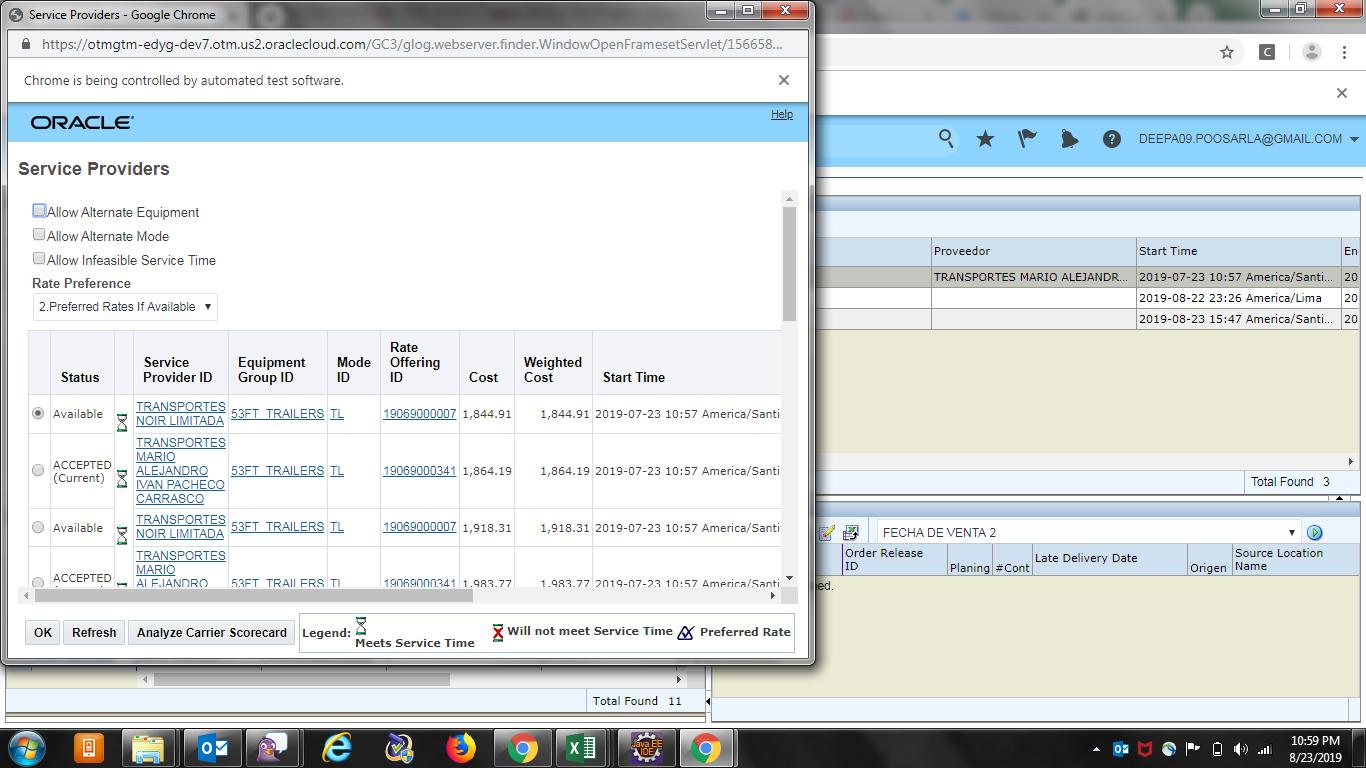 Service Providers - Google Chrome
https://otmgtm-edyg-dev7.otm.us2.oraclecloud.com/GC3/glog.webserver.finder.WindowOpenFramesetServlet/156658...
Chrome is being controlled by automated test software.
ORACLE
Help
Service Providers
Allow Alternate Equipment
Allow Alternate Mode
Allow Infeasible Service Time
Rate Preference
2.Preferred Rates If Available
Status
Service Provider ID
Equipment Group ID
Mode ID
Rate Offering ID
Cost
Weighted Cost
Start Time
Available
TRANSPORTES
NOIR LIMITADA
53FT_TRAILERS
TL
19069000007
1,844.91
1,844.91
2019-07-23 10:57 America/Santi
ACCEPTED
(Current)
TRANSPORTES
MARIO
ALEJANDRO
IVAN PACHECO
CARRASCO
53FT_TRAILERS
TL
19069000341
1,864.19
1,864.19
2019-07-23 10:57 America/Santi
Available
TRANSPORTES
NOIR LIMITADA
53FT_TRAILERS
TL
19069000007
1,918.31
1,918.31
2019-07-23 10:57 America/Santi
ACCEPTED
TRANSPORTES
MARIO
ALEJANDRO
53FT_TRAILERS
TL
19069000341
1,983.77
1,983.77
2019-07-23 10:57 America/Santi
OK
Refresh
Analyze Carrier Scorecard
Legend:
Meets Service Time
Will not meet Service Time
Preferred Rate
C
DEEPA09.POOSARLA@GMAIL.COM
Proveedor
Start Time
En
TRANSPORTES MARIO ALEJANDR...
2019-07-23 10:57 America/Santi...
20
2019-08-22 23:26 America/Lima
20
2019-08-23 15:47 America/Santi...
20
Total Found 3
FECHA DE VENTA 2
Order Release
ID
Planing
#Cont
Late Delivery Date
Origen
Source Location
Name
ned.
Total Found 11
Java EE
IDE
10:59 PM
8/23/2019